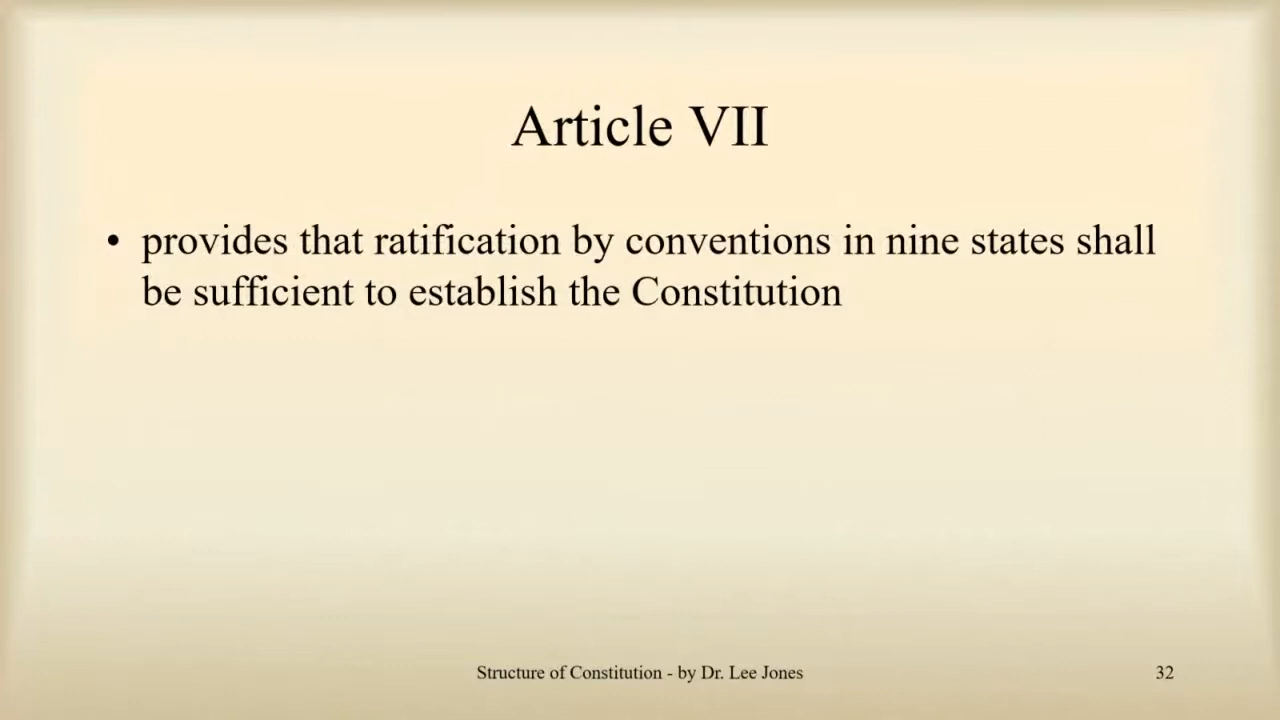 Article VII
• provides that ratification by conventions in nine states shall
be sufficient to establish the Constitution
Structure of Constitution - by Dr. Lee Jones
32